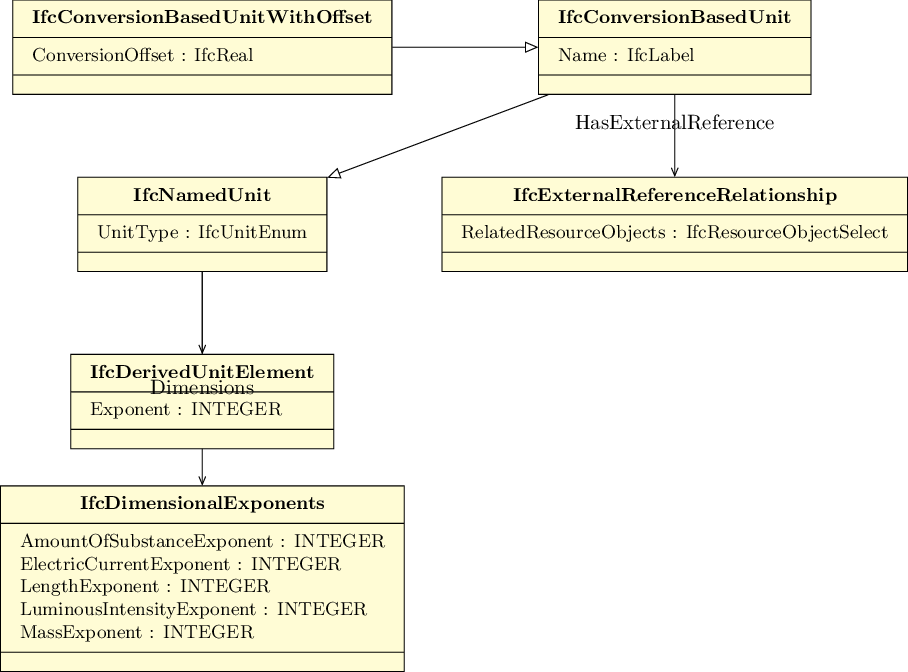 IfcConversionBasedUnitWithOffset
ConversionOffset : IfcReal
IfcConversionBasedUnit
Name : IfcLabel
HasExternalReference
IfcNamedUnit
UnitType : IfcUnitEnum
IfcExternalReferenceRelationship
RelatedResourceObjects : IfcResourceObjectSelect
IfcDerivedUnitElement
Dimensions
Exponent : INTEGER
IfcDimensionalExponents
AmountOfSubstanceExponent : INTEGER
ElectricCurrentExponent : INTEGER
LengthExponent : INTEGER
LuminousIntensityExponent : INTEGER
MassExponent : INTEGER